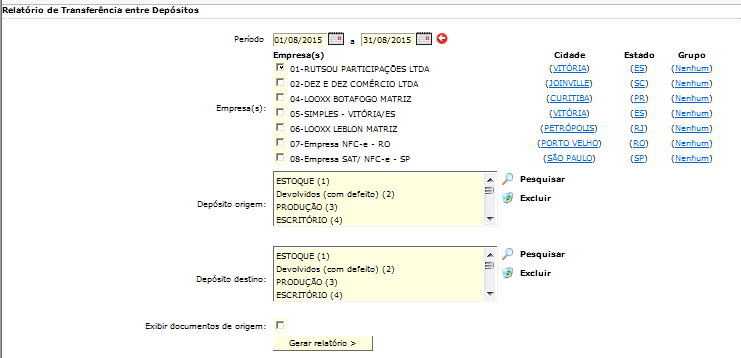 Relatório de Transferência entre Depósitos
Período 01/08/2015 a 31/08/2015
Empresa(s) Cidade Estado Grupo
01-RUTSOU PARTICIPAÇÕES LTDA (VITÓRIA) (ES) (Nenhum)
02-DEZ E DEZ COMÉRCIO LTDA (JOINVILLE) (SC) (Nenhum)
04-LOOXX BOTAFOGO MATRIZ (CURITIBA) (PR) (Nenhum)
Empresa(s): 05-SIMPLES - VITÓRIA/ES (VITÓRIA) (ES) (Nenhum)
06-LOOXX LEBLON MATRIZ (PETRÓPOLIS) (RJ) (Nenhum)
07-Empresa NFC-e - RO (PORTO VELHO) (RO) (Nenhum)
08-Empresa SAT/ NFC-e - SP (SÃO PAULO) (SP) (Nenhum)
ESTOQUE (1) Pesquisar
Devolvidos (com defeito) (2) Excluir
Depósito origem: PRODUÇÃO (3)
ESCRITÓRIO (4)
ESTOQUE (1) Pesquisar
Devolvidos (com defeito) (2) Excluir
Depósito destino: PRODUÇÃO (3)
ESCRITÓRIO (4)
Exibir documentos de origem:
Gerar relatório >